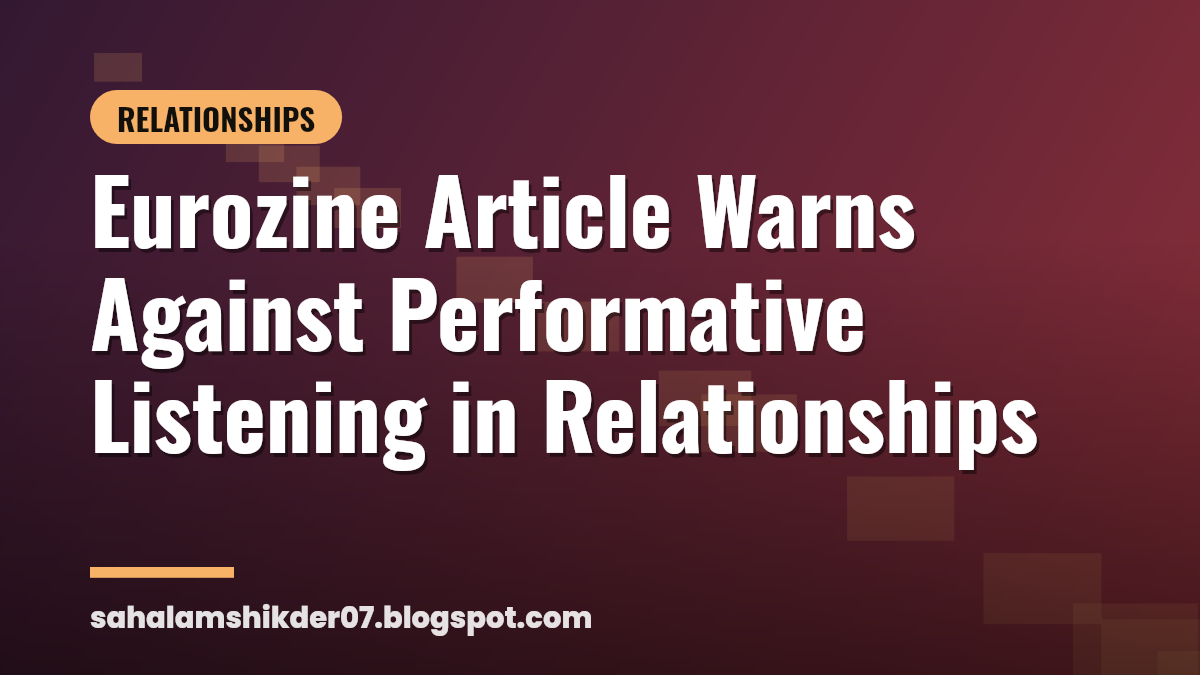 RELATIONSHIPS
Eurozine Article Warns
Against Performative
Listening in Relationships
sahalamshikder07.blogspot.com